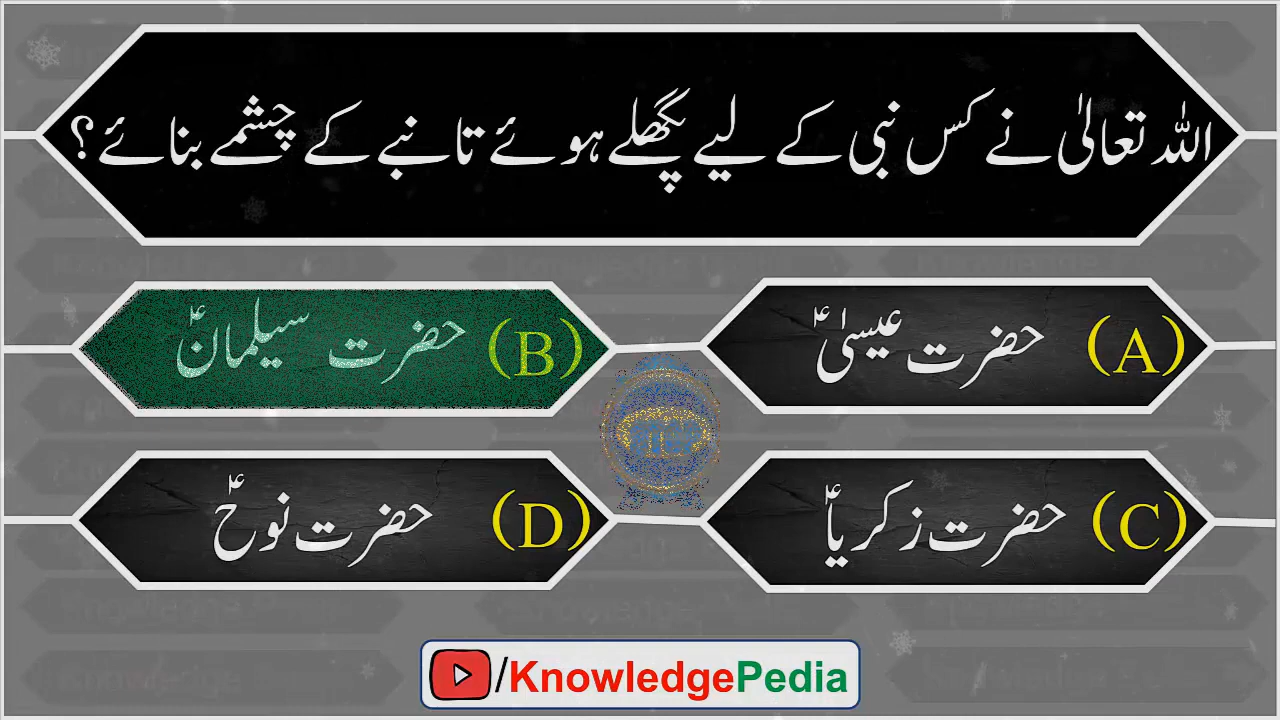 اللہ تعالیٰ نے کس نبی کے لیے پگھلے ہوئے تانبے کے چشمے بنائے؟
(A) حضرت عیسیٰؑ
(B) حضرت سیلمانؑ
(C) حضرت زکریاؑ
(D) حضرت نوحؑ
/KnowledgePedia